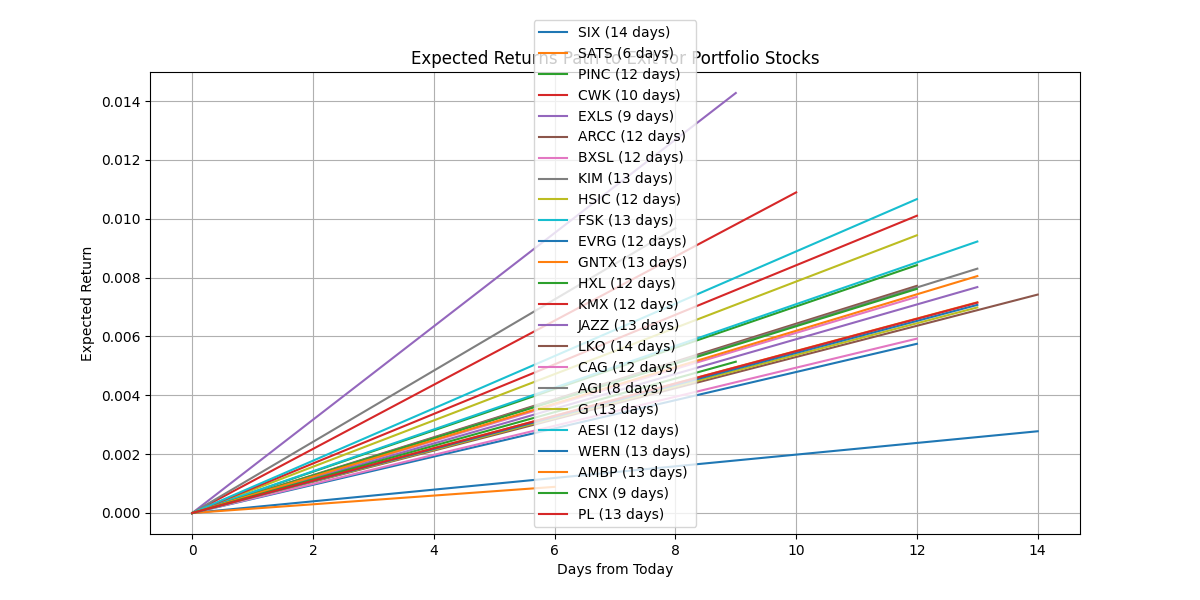 Expected Returns Path to Exit for Portfolio Stocks
SIX (14 days)
SATS (6 days)
PINC (12 days)
CWK (10 days)
EXLS (9 days)
ARCC (12 days)
BXSL (12 days)
KIM (13 days)
HSIC (12 days)
FSK (13 days)
EVRG (12 days)
GNTX (13 days)
HXL (12 days)
KMX (12 days)
JAZZ (13 days)
LKQ (14 days)
CAG (12 days)
AGI (8 days)
G (13 days)
AESI (12 days)
WERN (13 days)
AMBP (13 days)
CNX (9 days)
PL (13 days)
Expected Return
0.014
0.012
0.010
0.008
0.006
0.004
0.002
0.000
0 2 4 6 8 10 12 14
Days from Today